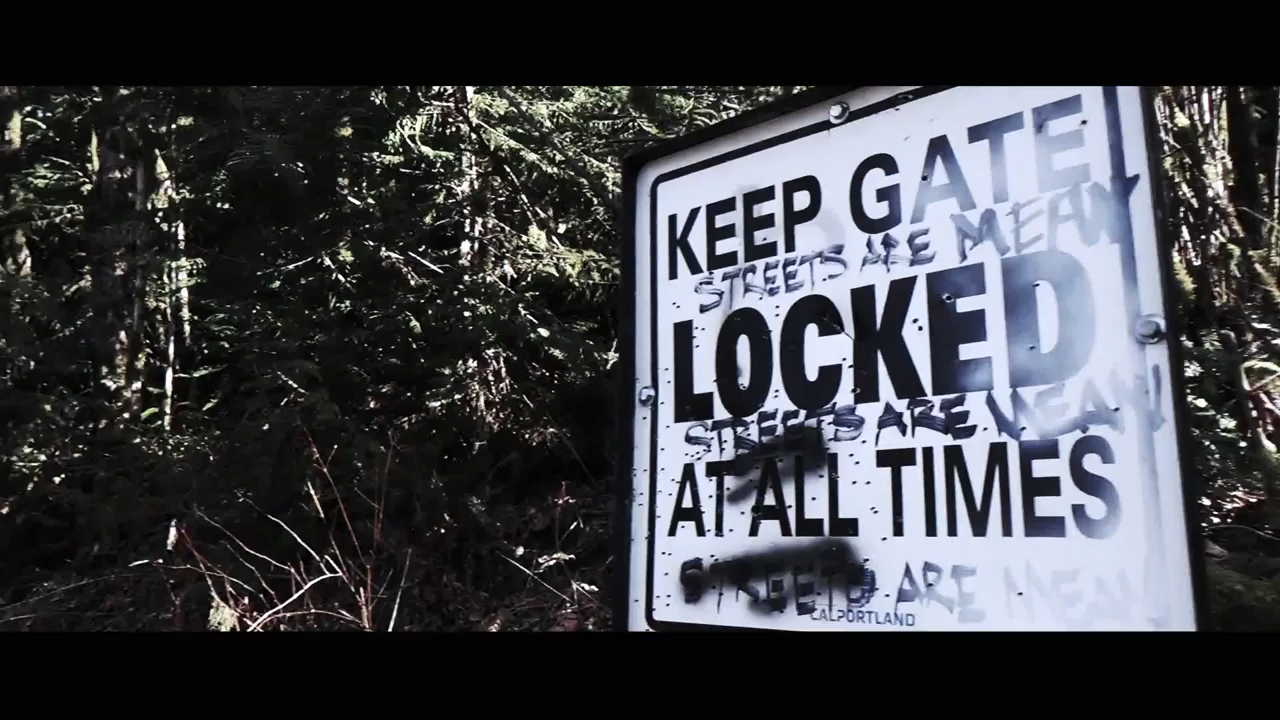 KEEP GATE
STREETS ARE MEAN
LOCKED
STREETS ARE MEAN!
AT ALL TIMES
STREETS ARE MEAN
CALPORTLAND